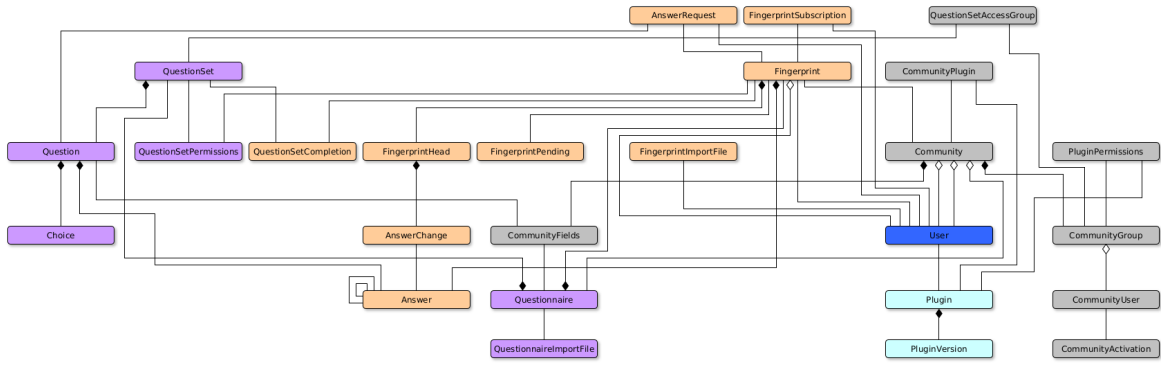 AnswerRequest
FingerprintSubscription
QuestionSetAccessGroup
QuestionSet
Fingerprint
CommunityPlugin
Question
QuestionSetPermissions
QuestionSetCompletion
FingerprintHead
FingerprintPending
FingerprintImportFile
Community
PluginPermissions
Choice
AnswerChange
CommunityFields
User
CommunityGroup
Answer
Questionnaire
Plugin
CommunityUser
QuestionnaireImportFile
PluginVersion
CommunityActivation